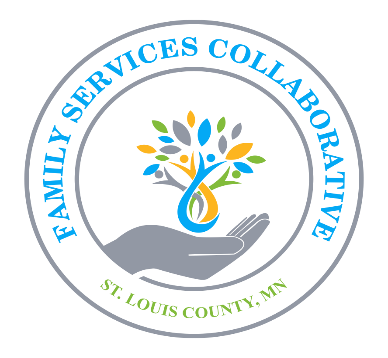 FAMILY SERVICES COLLABORATIVE
ST. LOUIS COUNTY, MN